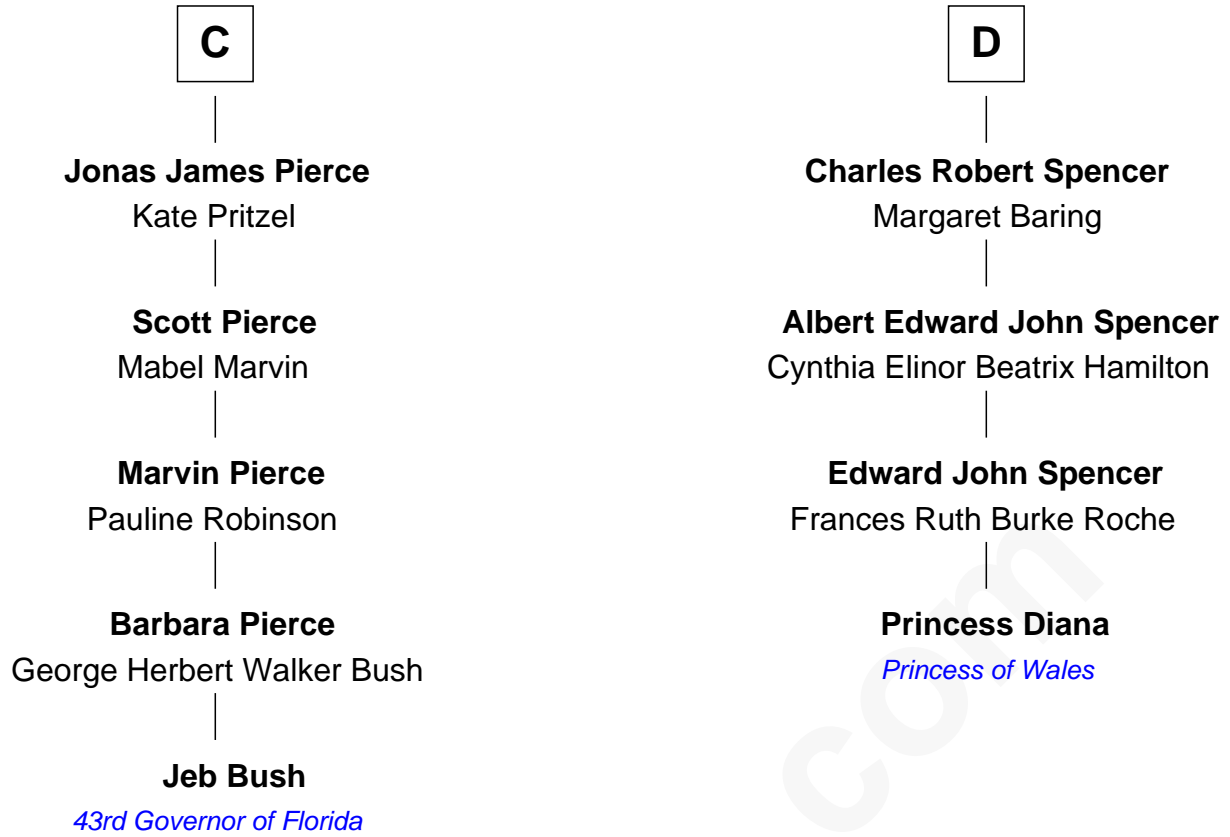 C
Jonas James Pierce
Kate Pritzel
Scott Pierce
Mabel Marvin
Marvin Pierce
Pauline Robinson
Barbara Pierce
George Herbert Walker Bush
Jeb Bush
43rd Governor of Florida
D
Charles Robert Spencer
Margaret Baring
Albert Edward John Spencer
Cynthia Elinor Beatrix Hamilton
Edward John Spencer
Frances Ruth Burke Roche
Princess Diana
Princess of Wales
com